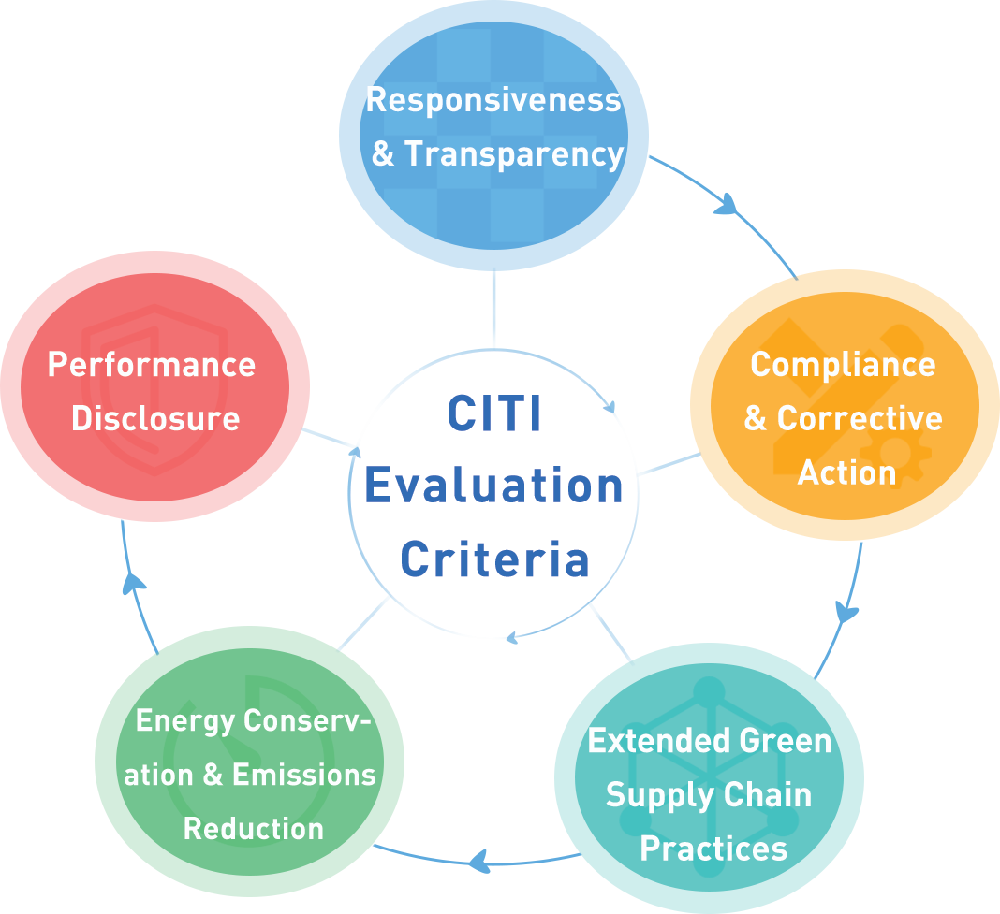 Responsiveness
& Transparency
Performance
Disclosure
CITI
Evaluation
Criteria
Compliance
& Corrective
Action
Energy Conserv-
ation & Emissions
Reduction
Extended Green
Supply Chain
Practices